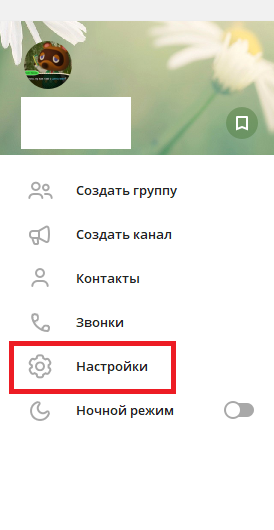 Создать группу
Создать канал
Контакты
Звонки
Настройки
Ночной режим